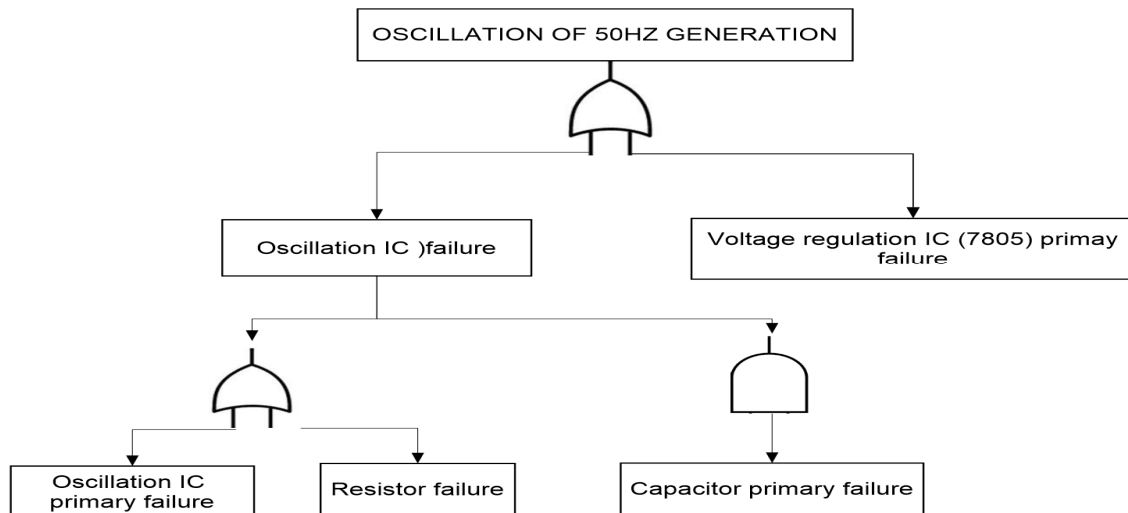 OSCILLATION OF 50HZ GENERATION
Oscillation IC )failure
Voltage regulation IC (7805) primay
failure
Oscillation IC
primary failure
Resistor failure
Capacitor primary failure